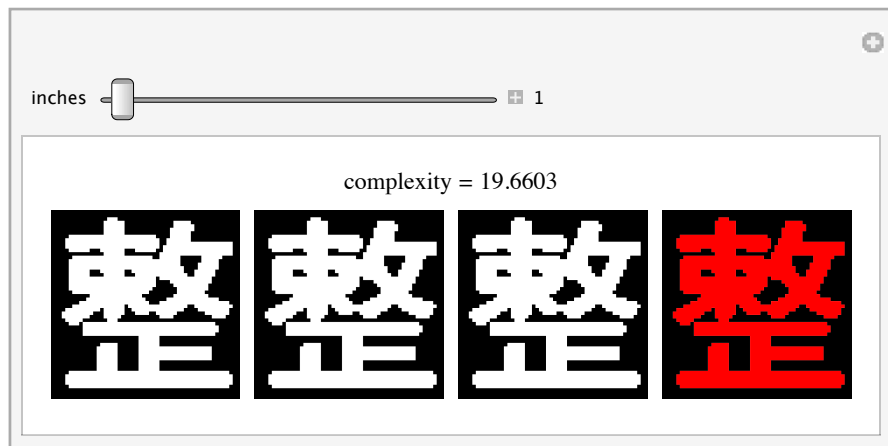 inches 1
complexity = 19.6603
整 整 整 整